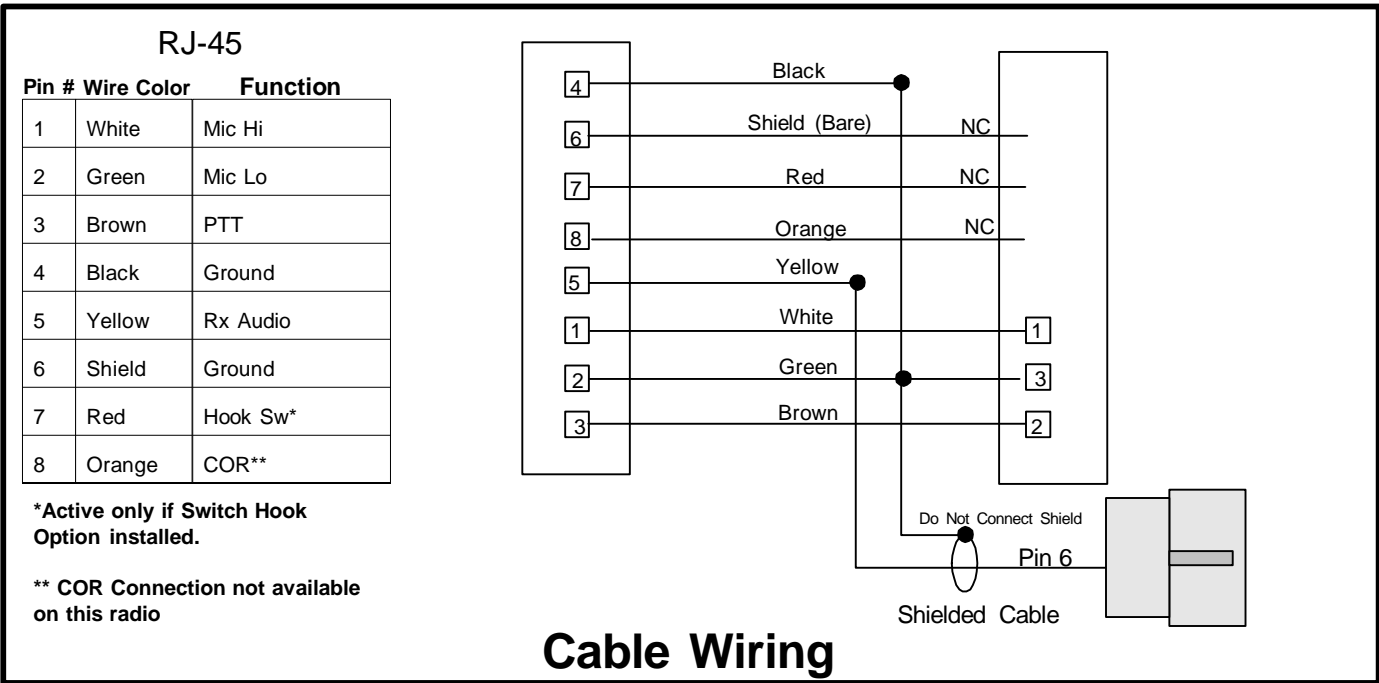 RJ-45
Pin # Wire Color Function
1 White Mic Hi
2 Green Mic Lo
3 Brown PTT
4 Black Ground
5 Yellow Rx Audio
6 Shield Ground
7 Red Hook Sw*
8 Orange COR**
*Active only if Switch Hook
Option installed.
** COR Connection not available
on this radio
4 Black
6 Shield (Bare) NC
7 Red NC
8 Orange NC
5 Yellow
1 White 1
2 Green 3
3 Brown 2
Do Not Connect Shield
Pin 6
Shielded Cable
Cable Wiring